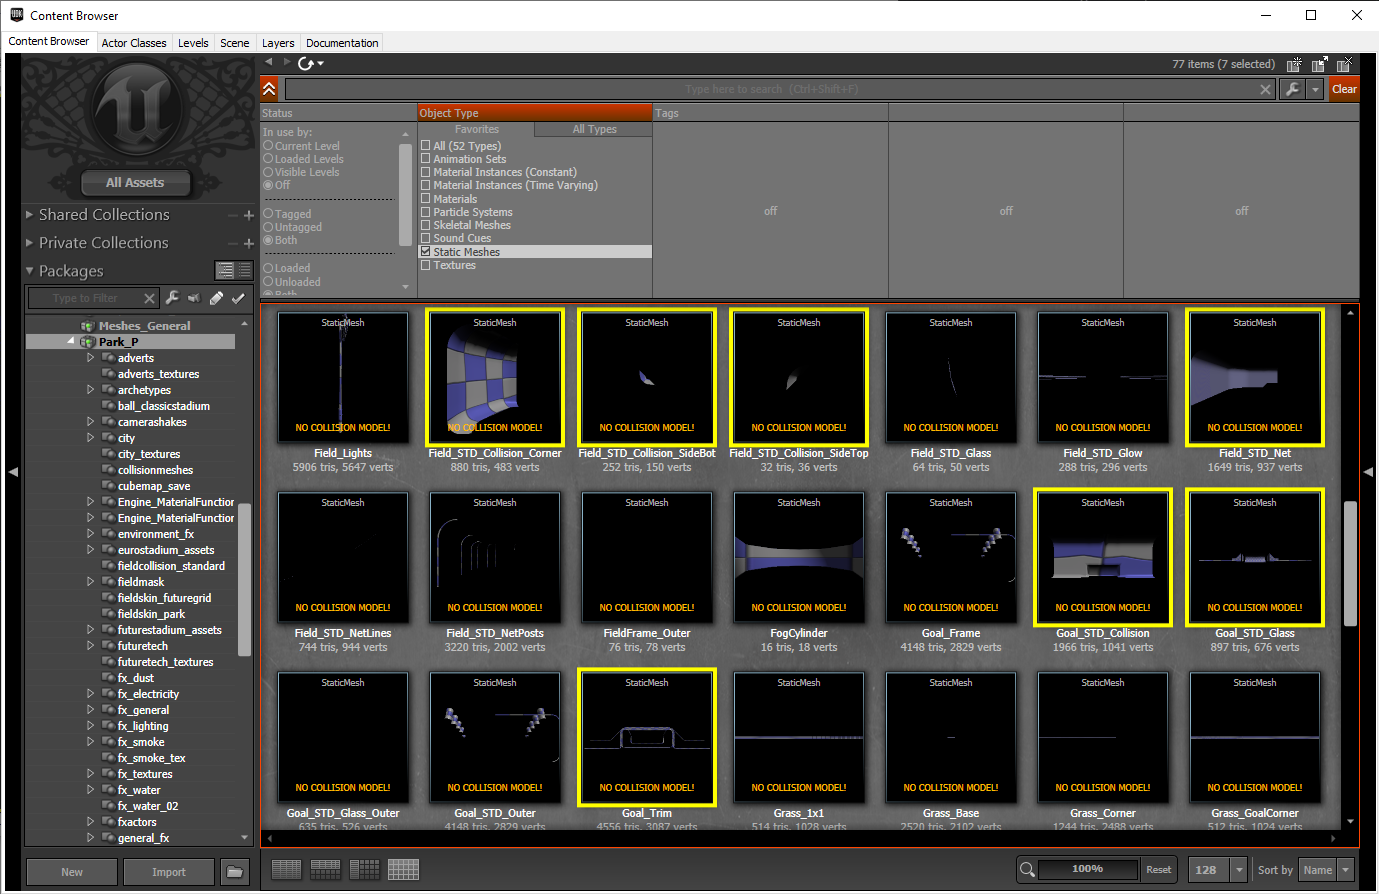 Content Browser
Content Browser Actor Classes Levels Scene Layers Documentation
77 items (7 selected)
Type here to search (Ctrl+Shift+F)
Clear
All Assets
Shared Collections
Private Collections
Packages
Type to Filter
Meshes_General
Park_P
adverts
adverts_textures
archetypes
ball_classicstadium
camerashakes
city
city_textures
collisionmeshes
cubemap_save
Engine_MaterialFunction
Engine_MaterialFunction
environment_fx
eurostadium_assets
fieldcollision_standard
fieldmask
fieldskin_futuregrid
fieldskin_park
futurestadium_assets
futuretech
futuretech_textures
fx_dust
fx_electricity
fx_general
fx_lighting
fx_smoke
fx_smoke_tex
fx_textures
fx_water
fx_water_02
fxactors
general_fx
New Import
Status
In use by:
Current Level
Loaded Levels
Visible Levels
Off
Tagged
Untagged
Both
Loaded
Unloaded
Both
Object Type
Favorites All Types
All (52 Types)
Animation Sets
Material Instances (Constant)
Material Instances (Time Varying)
Materials
Particle Systems
Skeletal Meshes
Sound Cues
Static Meshes
Textures
Tags
off off off
StaticMesh StaticMesh StaticMesh StaticMesh StaticMesh StaticMesh StaticMesh
NO COLLISION MODEL! NO COLLISION MODEL! NO COLLISION MODEL! NO COLLISION MODEL! NO COLLISION MODEL! NO COLLISION MODEL! NO COLLISION MODEL!
Field_Lights Field_STD_Collision_Corner Field_STD_Collision_SideBot Field_STD_Collision_SideTop Field_STD_Glass Field_STD_Glow Field_STD_Net
5906 tris, 5647 verts 880 tri, 483 verts 252 tris, 150 verts 32 tris, 36 verts 64 tris, 50 verts 288 tris, 296 verts 1649 tris, 937 verts
StaticMesh StaticMesh StaticMesh StaticMesh StaticMesh StaticMesh StaticMesh
NO COLLISION MODEL! NO COLLISION MODEL! NO COLLISION MODEL! NO COLLISION MODEL! NO COLLISION MODEL! NO COLLISION MODEL! NO COLLISION MODEL!
Field_STD_NetLines Field_STD_NetPosts FieldFrame_Outer FogCylinder Goal_Frame Goal_STD_Collision Goal_STD_Glass
744 tris, 944 verts 3220 tris, 2002 verts 76 tris, 78 verts 16 tris, 18 verts 4148 tris, 2829 verts 1966 tris, 1041 verts 897 tris, 676 verts
StaticMesh StaticMesh StaticMesh StaticMesh StaticMesh StaticMesh StaticMesh
NO COLLISION MODEL! NO COLLISION MODEL! NO COLLISION MODEL! NO COLLISION MODEL! NO COLLISION MODEL! NO COLLISION MODEL! NO COLLISION MODEL!
Goal_STD_Glass_Outer Goal_STD_Outer Goal_Trim Grass_1x1 Grass_Base Grass_Corner Grass_GoalCorner
635 tris, 526 verts 4148 tris, 2829 verts 4556 tris, 3087 verts 514 tris, 1028 verts 2520 tris, 2102 verts 1244 tris, 2488 verts 512 tris, 1024 verts
100% Reset 128 Sort by Name